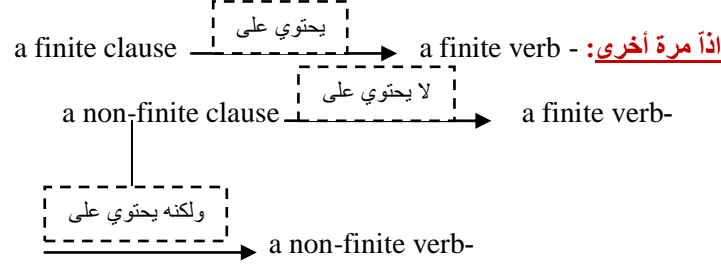 اذاّ مرة أخرى: - a finite clause يحتوي على a finite verb
a non-finite clause لا يحتوي على a finite verb-
ولكنه يحتوي على a non-finite verb-